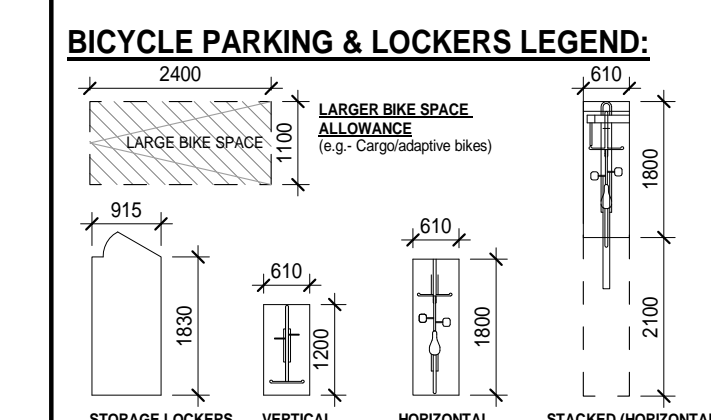 BICYCLE PARKING & LOCKERS LEGEND:
2400
610
LARGE BIKE SPACE
1100
LARGER BIKE SPACE
ALLOWANCE
(e.g.- Cargo/adaptive bikes)
1800
915
610
610
1830
1200
1800
2100
STORAGE LOCKERS
VERTICAL
HORIZONTAL
STACKED (HORIZONTAL